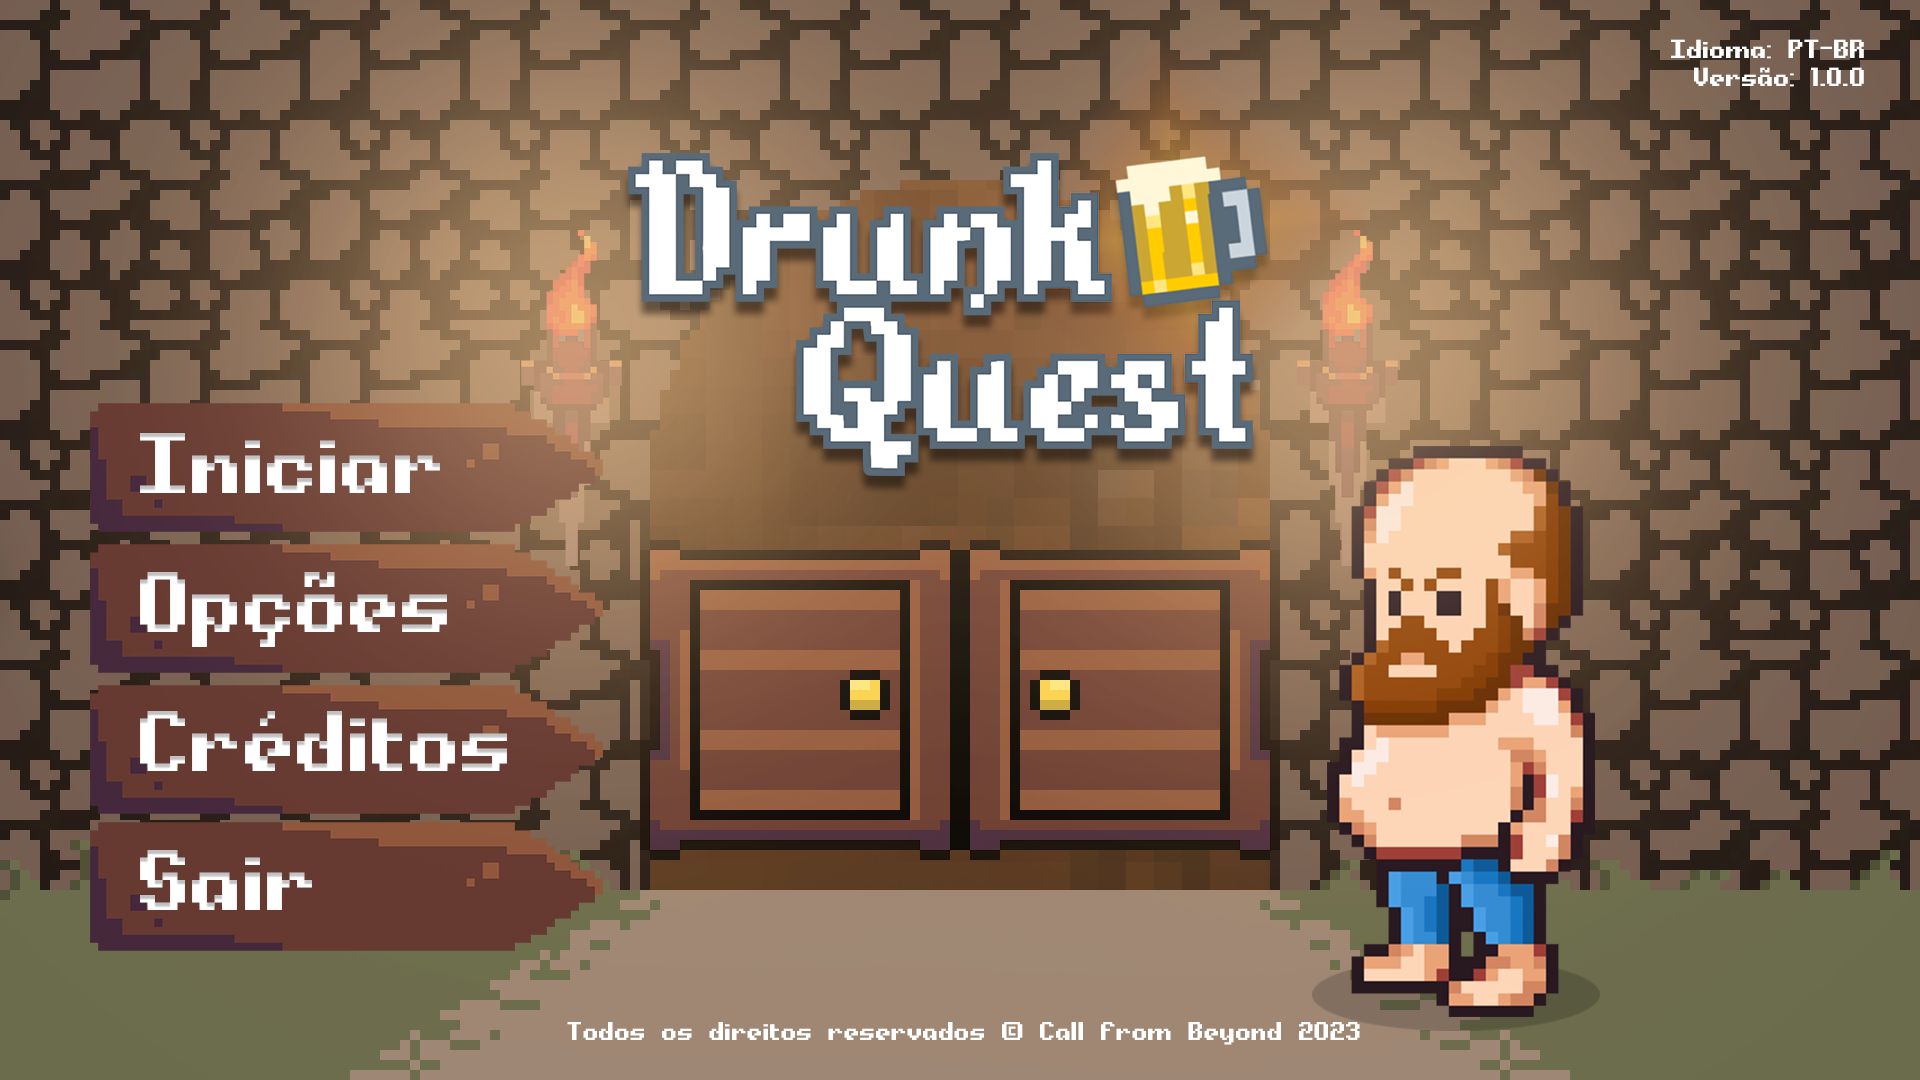 Idioma: PT-BR
Versão: 1.0.0
Drunk
Quest
Iniciar
Opções
Créditos
Sair
Todos os direitos reservados © Call from Beyond 2023